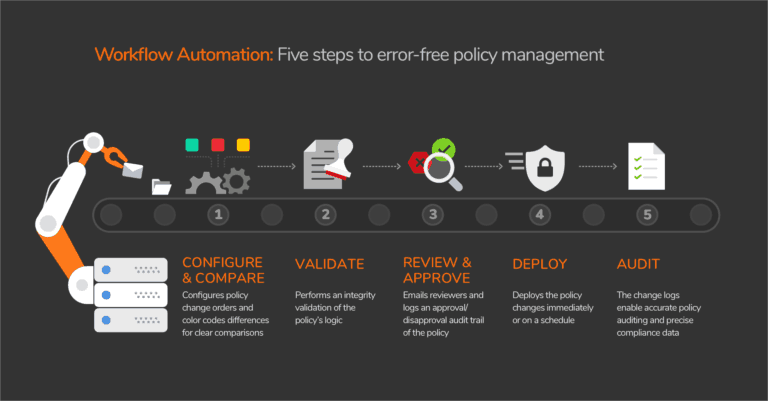 Workflow Automation: Five steps to error-free policy management
1 2 3 4 5
CONFIGURE
& COMPARE
Configures policy
change orders and
color codes differences
for clear comparisons
VALIDATE
Performs an integrity
validation of the
policy's logic
REVIEW &
APPROVE
Emails reviewers and
logs an approval/
disapproval audit trail
of the policy
DEPLOY
Deploys the policy
changes immediately
or on a schedule
AUDIT
The change logs
enable accurate policy
auditing and precise
compliance data